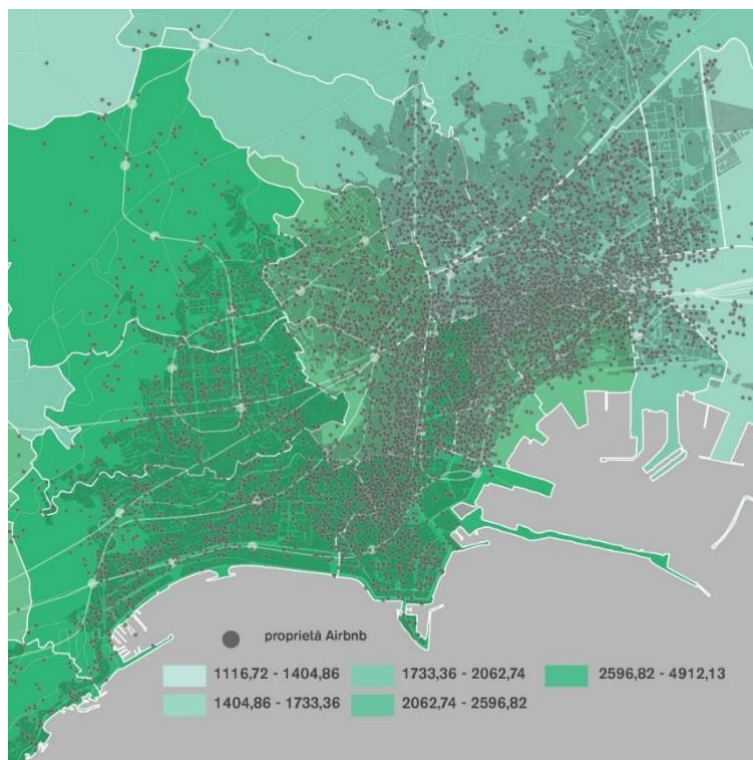 proprietà Airbnb
1116,72 - 1404,86 1733,36 - 2062,74 2596,82 - 4912,13
1404,86 - 1733,36 2062,74 - 2596,82